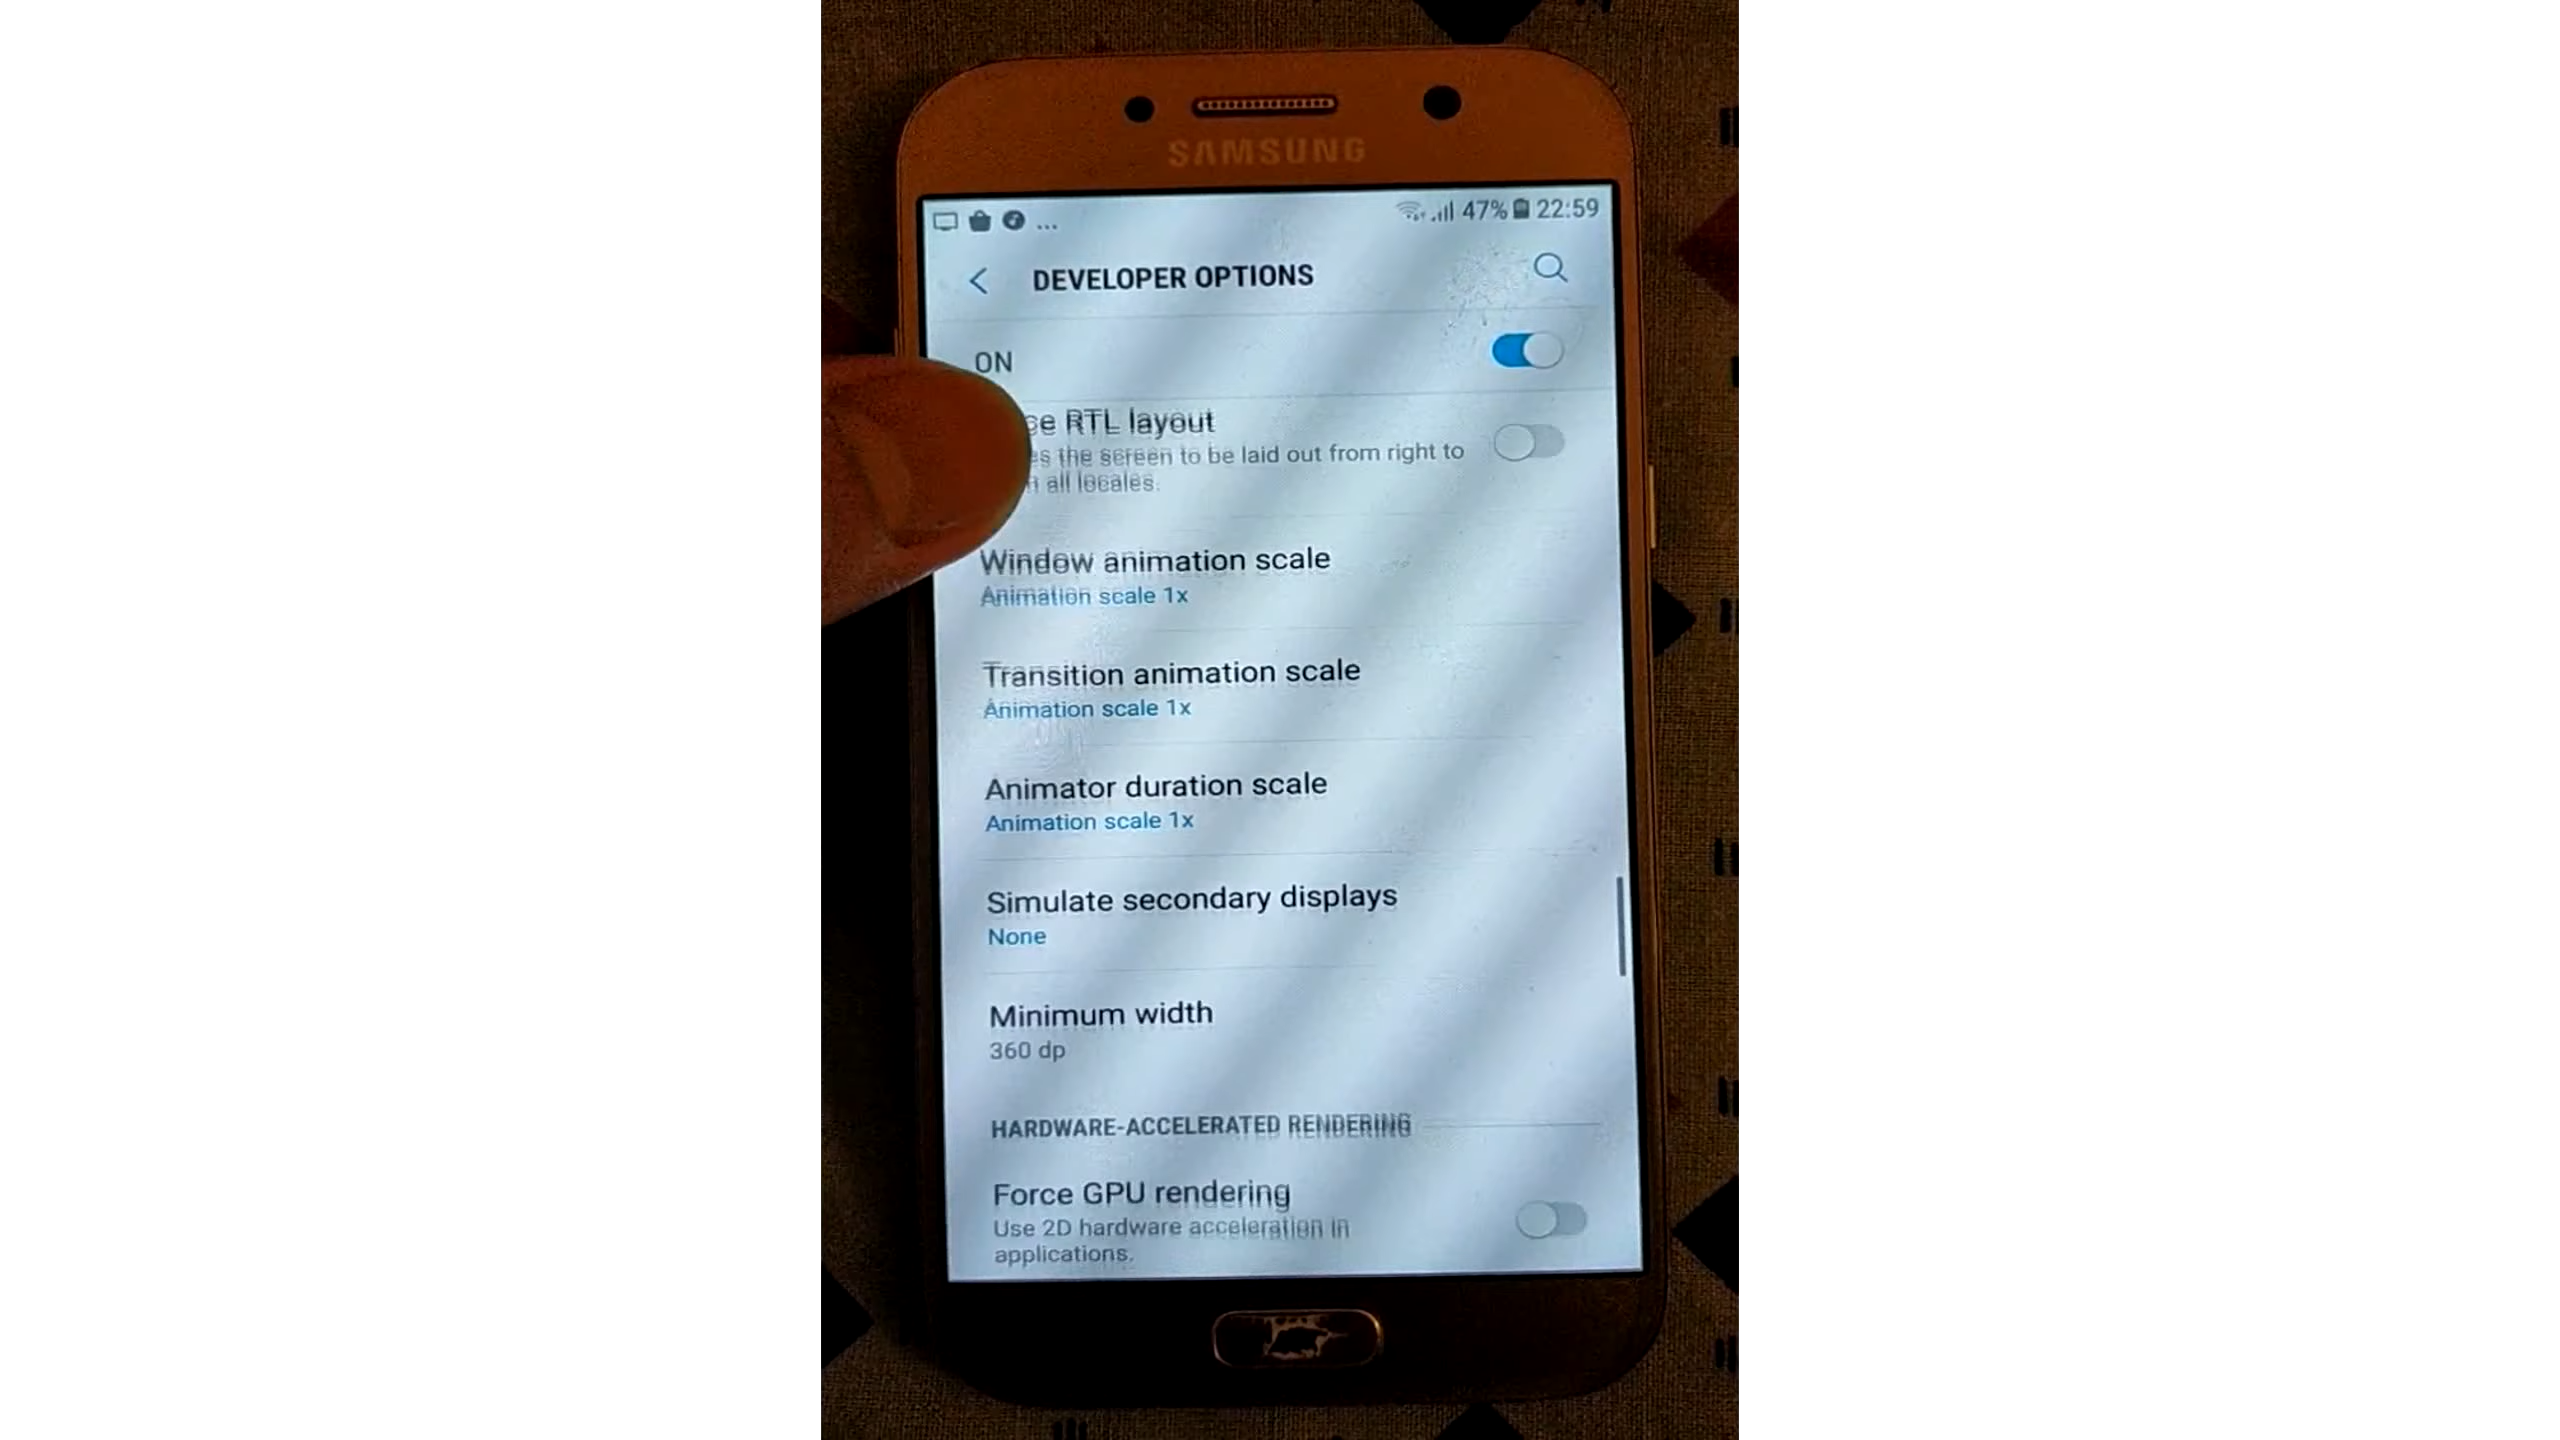 SAMSUNG
... 47% 22:59
DEVELOPER OPTIONS
ON
RTL layout
the screen to be laid out from right to
all locales.
Window animation scale
Animation scale 1x
Transition animation scale
Animation scale 1x
Animator duration scale
Animation scale 1x
Simulate secondary displays
None
Minimum width
360 dp
HARDWARE-ACCELERATED RENDERING
Force GPU rendering
Use 2D hardware acceleration in
applications.